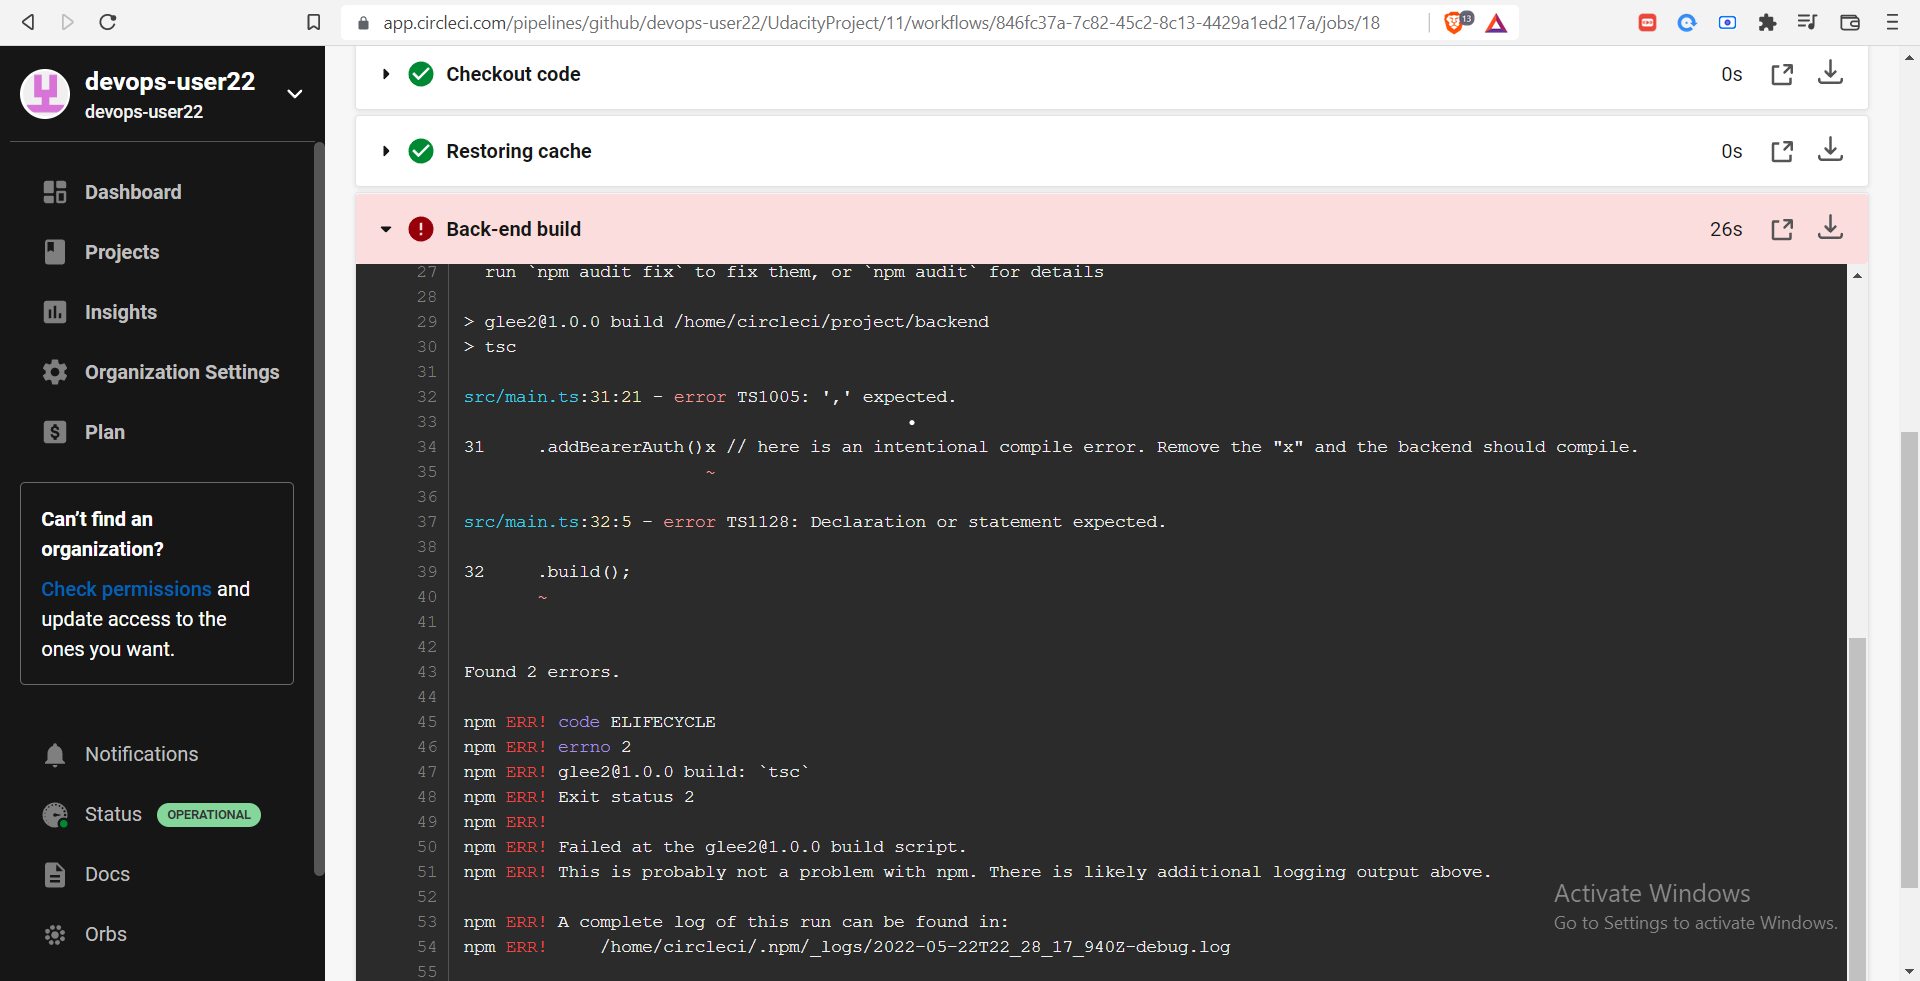 app.circleci.com/pipelines/github/devops-user22/UdacityProject/11/workflows/846fc37a-7c82-45c2-8c13-4429a1ed217a/jobs/18
13
devops-user22
devops-user22
Dashboard
Projects
Insights
Organization Settings
Plan
Can't find an
organization?
Check permissions and
update access to the
ones you want.
Notifications
Status OPERATIONAL
Docs
Orbs
Checkout code 0s
Restoring cache 0s
! Back-end build 26s
27 run `npm audit fix` to fix them, or `npm audit` for details
28
29 > glee2@1.0.0 build /home/circleci/project/backend
30 > tsc
31
32 src/main.ts:31:21 - error TS1005: ',' expected.
33
34 31 .addBearerAuth()x // here is an intentional compile error. Remove the "x" and the backend should compile.
35 ~
36
37 src/main.ts:32:5 - error TS1128: Declaration or statement expected.
38
39 32 .build();
40 ~
41
42
43 Found 2 errors.
44
45 npm ERR! code ELIFECYCLE
46 npm ERR! errno 2
47 npm ERR! glee2@1.0.0 build: `tsc`
48 npm ERR! Exit status 2
49 npm ERR!
50 npm ERR! Failed at the glee2@1.0.0 build script.
51 npm ERR! This is probably not a problem with npm. There is likely additional logging output above.
52
53 npm ERR! A complete log of this run can be found in:
54 npm ERR! /home/circleci/.npm/_logs/2022-05-22T22_28_17_940Z-debug.log
55
Activate Windows
Go to Settings to activate Windows.